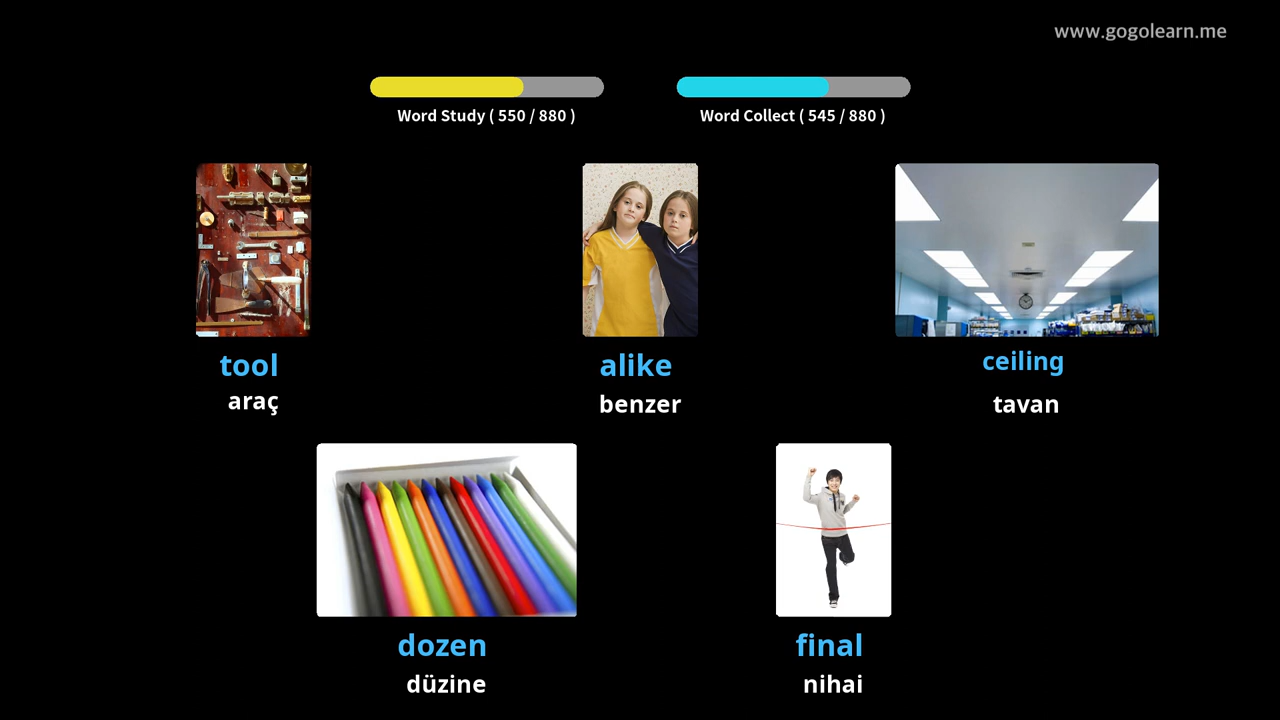 www.gogolearn.me
Word Study ( 550 / 880 )
Word Collect ( 545 / 880 )
tool
araç
alike
benzer
ceiling
tavan
dozen
düzine
final
nihai